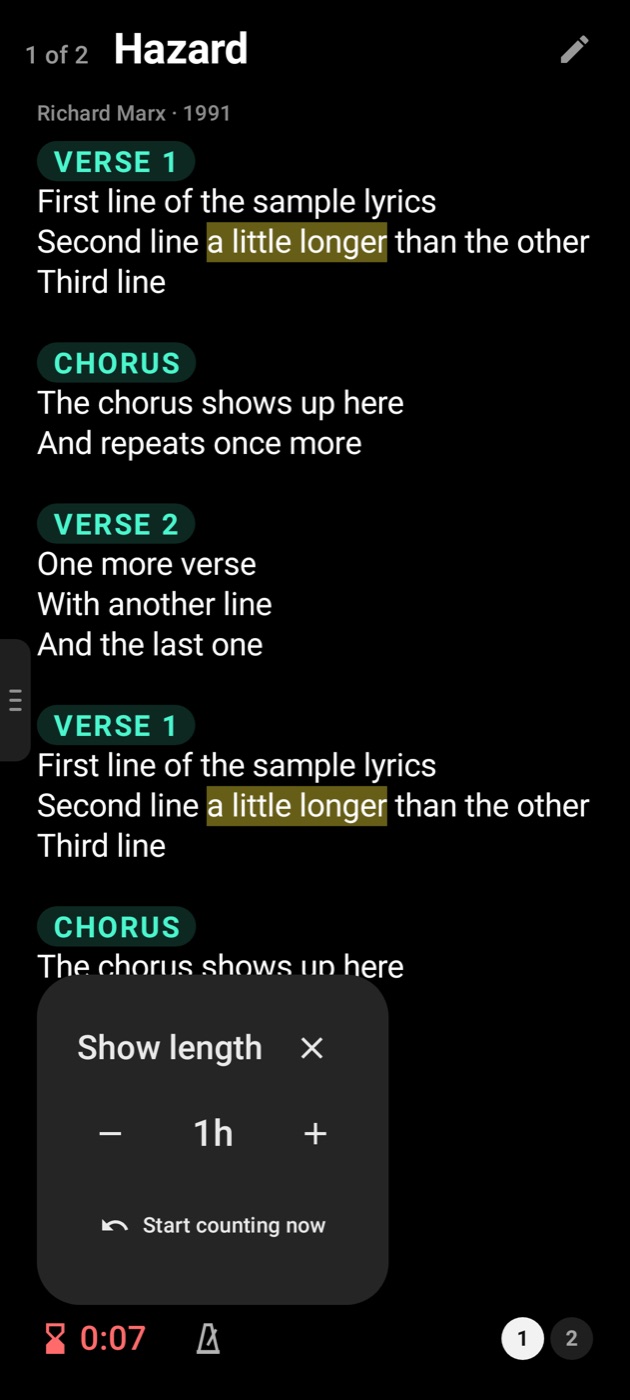 1 of 2 Hazard
Richard Marx · 1991
VERSE 1
First line of the sample lyrics
Second line a little longer than the other
Third line
CHORUS
The chorus shows up here
And repeats once more
VERSE 2
One more verse
With another line
And the last one
VERSE 1
First line of the sample lyrics
Second line a little longer than the other
Third line
CHORUS
The chorus shows up here
Show length
1h
Start counting now
0:07
1 2